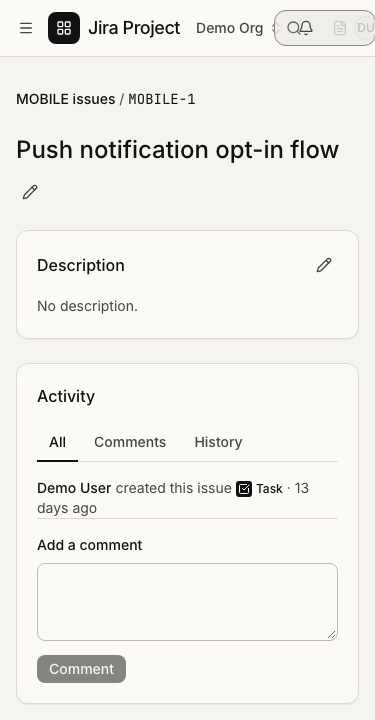 Jira Project
Demo Org
DU
MOBILE issues / MOBILE-1
Push notification opt-in flow
Description
No description.
Activity
All Comments History
Demo User created this issue Task · 13
days ago
Add a comment
Comment